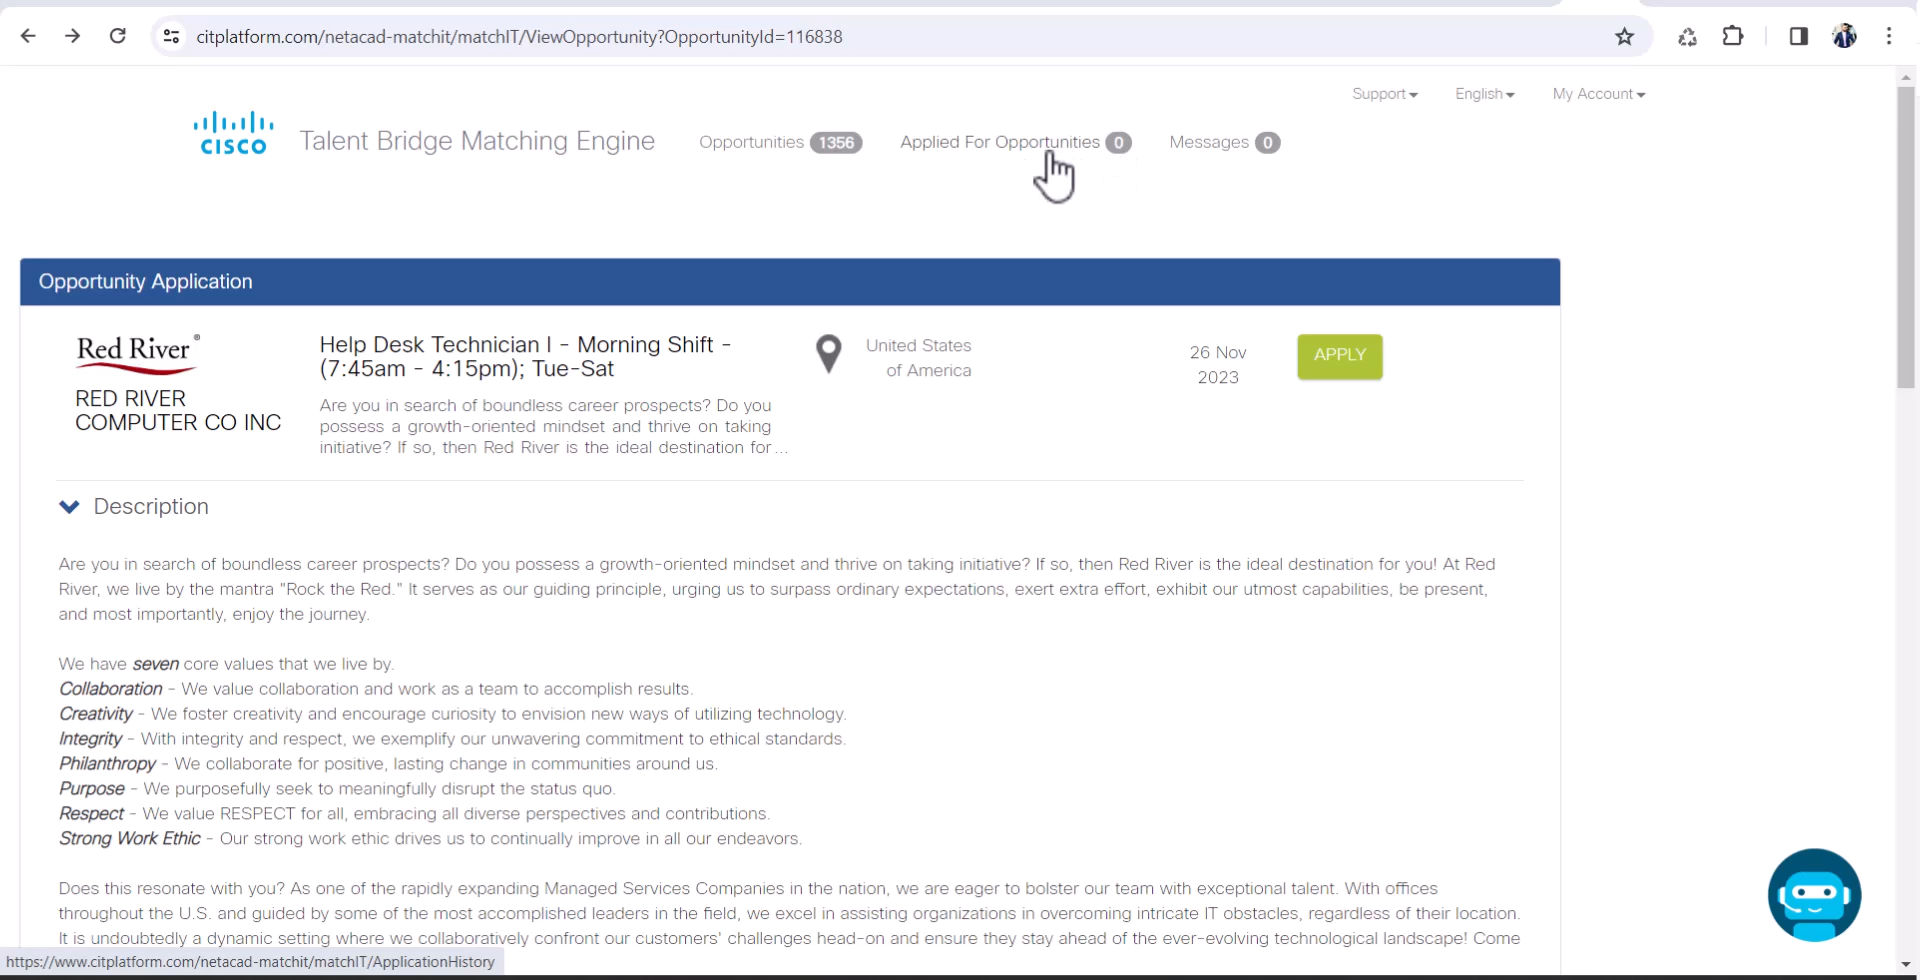 citplatform.com/netacad-matchit/matchIT/ViewOpportunity?OpportunityId=116838
Support
English
My Account
CISCO
Talent Bridge Matching Engine
Opportunities 1356
Applied For Opportunities 0
Messages 0
Opportunity Application
Red River®
RED RIVER
COMPUTER CO INC
Help Desk Technician I - Morning Shift -
(7:45am - 4:15pm); Tue-Sat
Are you in search of boundless career prospects? Do you
possess a growth-oriented mindset and thrive on taking
initiative? If so, then Red River is the ideal destination for...
United States
of America
26 Nov
2023
APPLY
Description
Are you in search of boundless career prospects? Do you possess a growth-oriented mindset and thrive on taking initiative? If so, then Red River is the ideal destination for you! At Red
River, we live by the mantra "Rock the Red." It serves as our guiding principle, urging us to surpass ordinary expectations, exert extra effort, exhibit our utmost capabilities, be present,
and most importantly, enjoy the journey.
We have seven core values that we live by.
Collaboration - We value collaboration and work as a team to accomplish results.
Creativity - We foster creativity and encourage curiosity to envision new ways of utilizing technology.
Integrity - With integrity and respect, we exemplify our unwavering commitment to ethical standards.
Philanthropy - We collaborate for positive, lasting change in communities around us.
Purpose - We purposefully seek to meaningfully disrupt the status quo.
Respect - We value RESPECT for all, embracing all diverse perspectives and contributions.
Strong Work Ethic - Our strong work ethic drives us to continually improve in all our endeavors.
Does this resonate with you? As one of the rapidly expanding Managed Services Companies in the nation, we are eager to bolster our team with exceptional talent. With offices
throughout the U.S. and guided by some of the most accomplished leaders in the field, we excel in assisting organizations in overcoming intricate IT obstacles, regardless of their location.
It is undoubtedly a dynamic setting where we collaboratively confront our customers' challenges head-on and ensure they stay ahead of the ever-evolving technological landscape! Come
https://www.citplatform.com/netacad-matchit/matchIT/ApplicationHistory